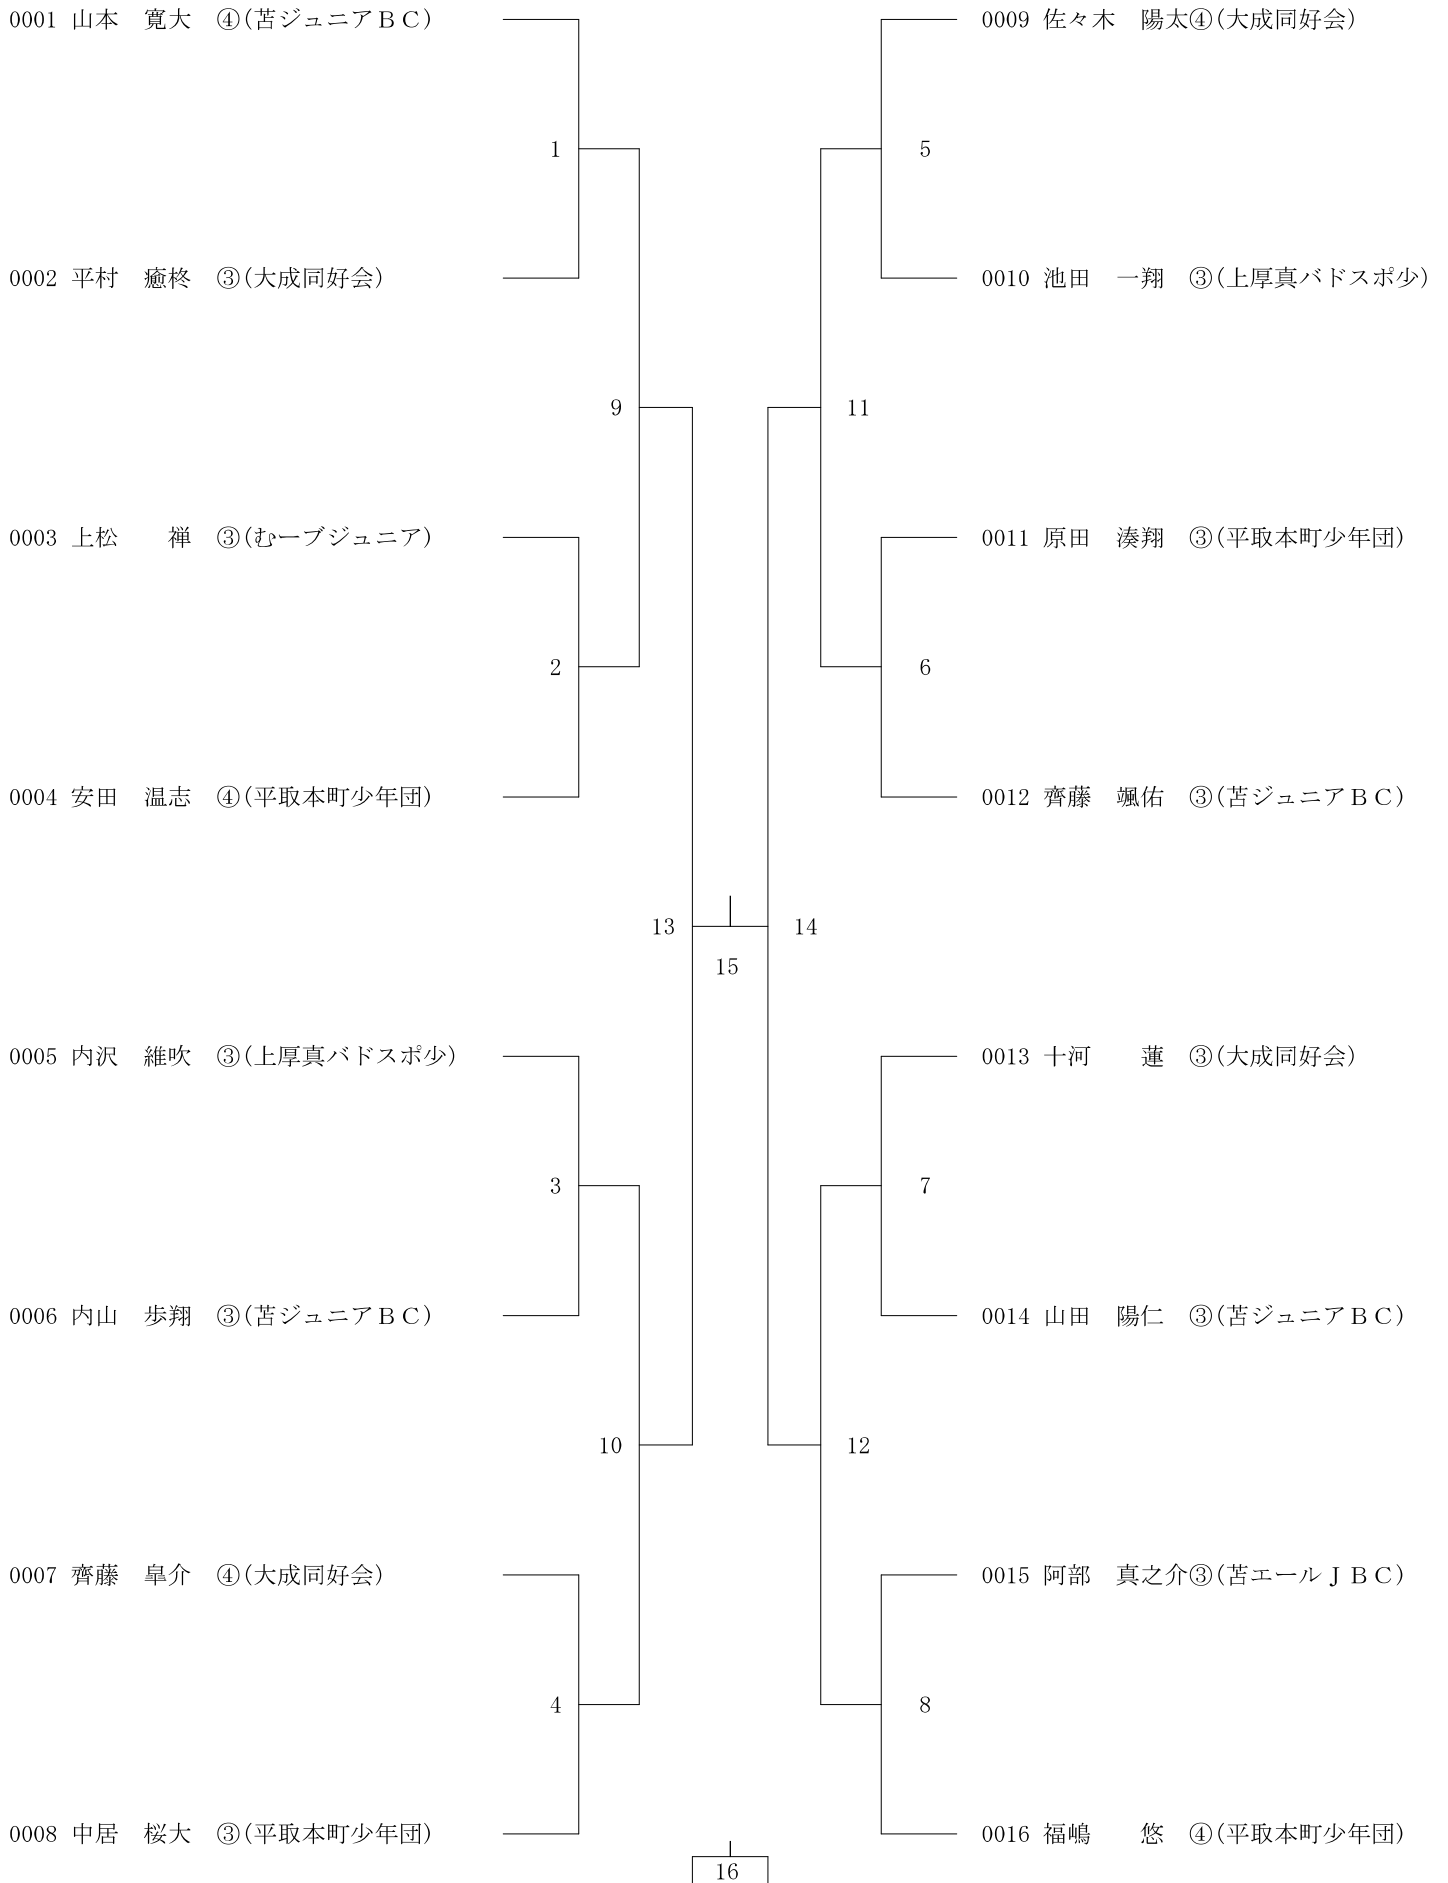 0001 山本　寛大　④(苫ジュニアＢＣ)
1
0002 平村　癒柊　③(大成同好会)
9
0003 上松　　禅　③(むーブジュニア)
2
0004 安田　温志　④(平取本町少年団)
13
0005 内沢　維吹　③(上厚真バドスポ少)
3
0006 内山　歩翔　③(苫ジュニアＢＣ)
10
0007 齊藤　皐介　④(大成同好会)
4
0008 中居　桜大　③(平取本町少年団)
15
16
0009 佐々木　陽太④(大成同好会)
5
0010 池田　一翔　③(上厚真バドスポ少)
11
0011 原田　湊翔　③(平取本町少年団)
6
0012 齊藤　颯佑　③(苫ジュニアＢＣ)
14
0013 十河　　蓮　③(大成同好会)
7
0014 山田　陽仁　③(苫ジュニアＢＣ)
12
0015 阿部　真之介③(苫エールＪＢＣ)
8
0016 福嶋　　悠　④(平取本町少年団)